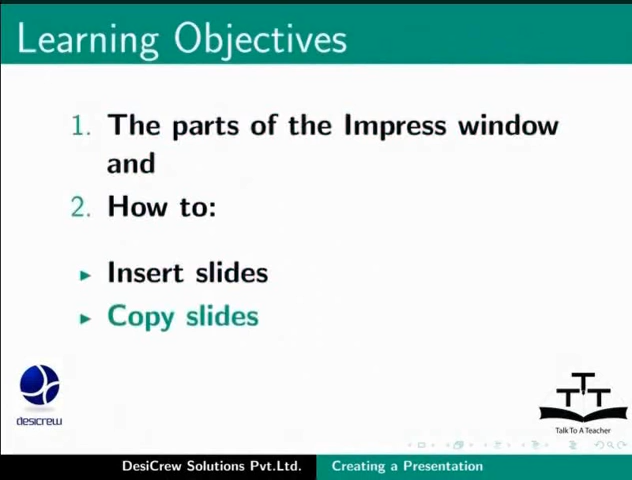 Learning Objectives
1. The parts of the Impress window
and
2. How to:
▸ Insert slides
▸ Copy slides
desicrew
TTT
Talk To A Teacher
DesiCrew Solutions Pvt.Ltd. Creating a Presentation